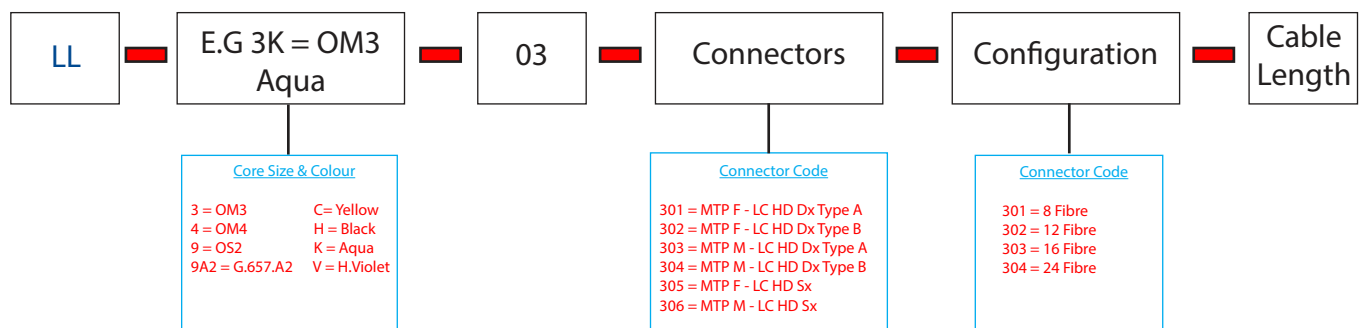 LL
E.G 3K = OM3
Aqua
03
Connectors
Configuration
Cable
Length
Core Size & Colour
3 = OM3 C= Yellow
4 = OM4 H = Black
9 = OS2 K = Aqua
9A2 = G.657.A2 V = H.Violet
Connector Code
301 = MTP F - LC HD Dx Type A
302 = MTP F - LC HD Dx Type B
303 = MTP M - LC HD Dx Type A
304 = MTP M - LC HD Dx Type B
305 = MTP F - LC HD Sx
306 = MTP M - LC HD Sx
Connector Code
301 = 8 Fibre
302 = 12 Fibre
303 = 16 Fibre
304 = 24 Fibre